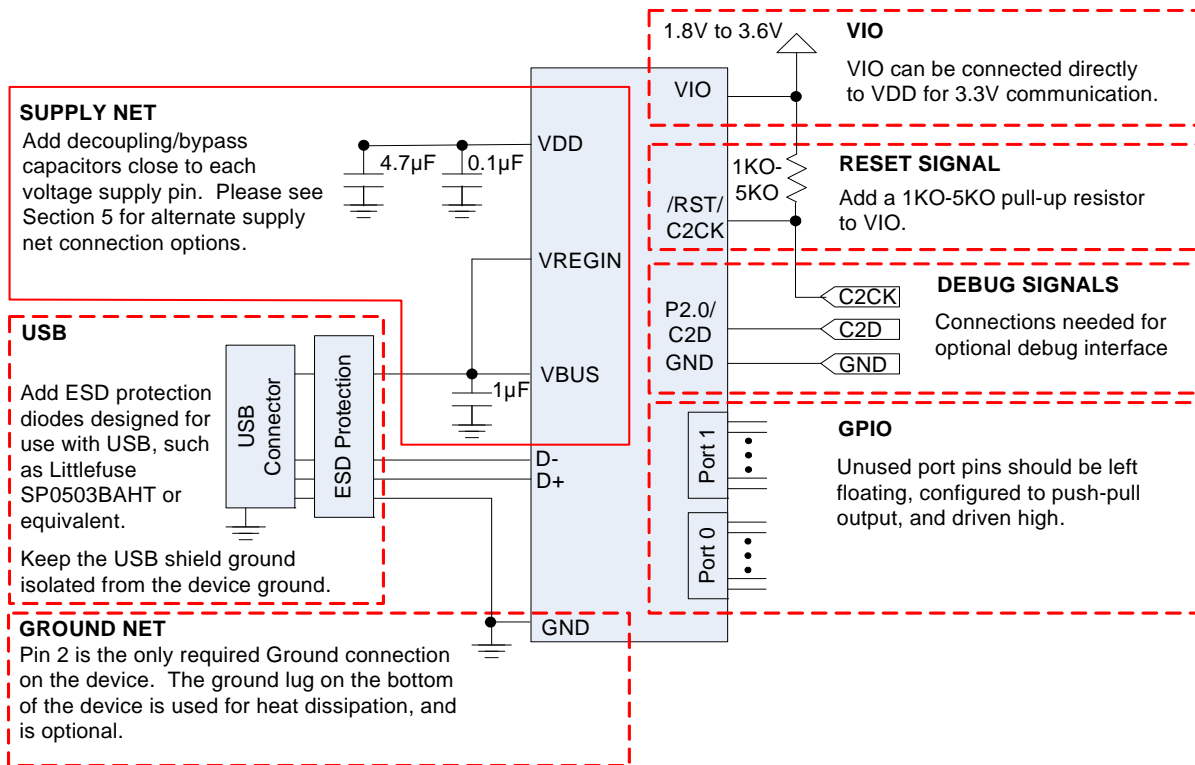 1.8V to 3.6V
VIO
VIO can be connected directly
to VDD for 3.3V communication.
VIO
SUPPLY NET
Add decoupling/bypass
capacitors close to each
voltage supply pin.  Please see
Section 5 for alternate supply
net connection options.
VDD
4.7µF
0.1µF
1KO-
5KO
RESET SIGNAL
Add a 1KO-5KO pull-up resistor
to VIO.
/RST/
C2CK
VREGIN
DEBUG SIGNALS
Connections needed for
optional debug interface
C2CK
C2D
GND
P2.0/
C2D
GND
USB
Add ESD protection
diodes designed for
use with USB, such
as Littlefuse
SP0503BAHT or
equivalent.
Keep the USB shield ground
isolated from the device ground.
USB
Connector
ESD Protection
VBUS
1µF
D-
D+
GPIO
Unused port pins should be left
floating, configured to push-pull
output, and driven high.
Port 1
Port 0
GROUND NET
Pin 2 is the only required Ground connection
on the device.  The ground lug on the bottom
of the device is used for heat dissipation, and
is optional.
GND